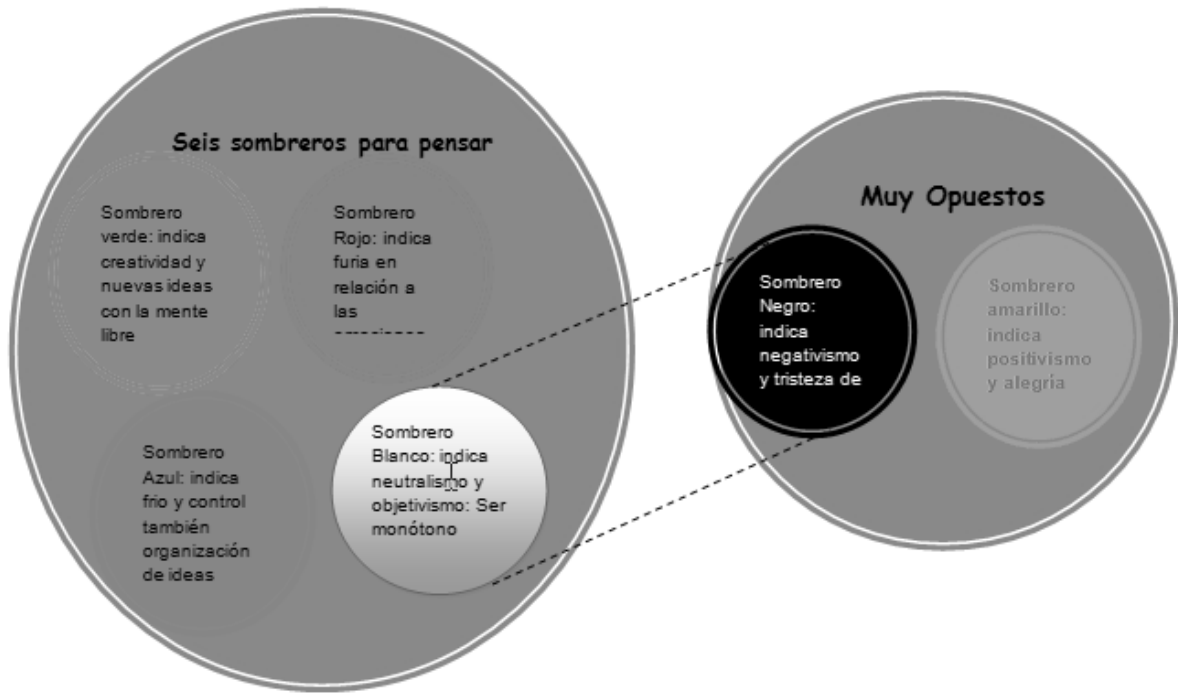 Seis sombreros para pensar
Sombrero
verde: indica
creatividad y
nuevas ideas
con la mente
libre
Sombrero
Rojo: indica
furia en
relación a
las
Sombrero
Azul: indica
frio y control
también
organización
de ideas
Sombrero
Blanco: indica
neutralismo y
objetivismo: Ser
monótono
Muy Opuestos
Sombrero
Negro:
indica
negativismo
y tristeza de
Sombrero
amarillo:
indica
positivismo
y alegría